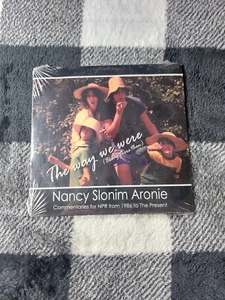 The way we were
Nancy Slonim Aronie
Commentaries for NPR from 1986 to The Present